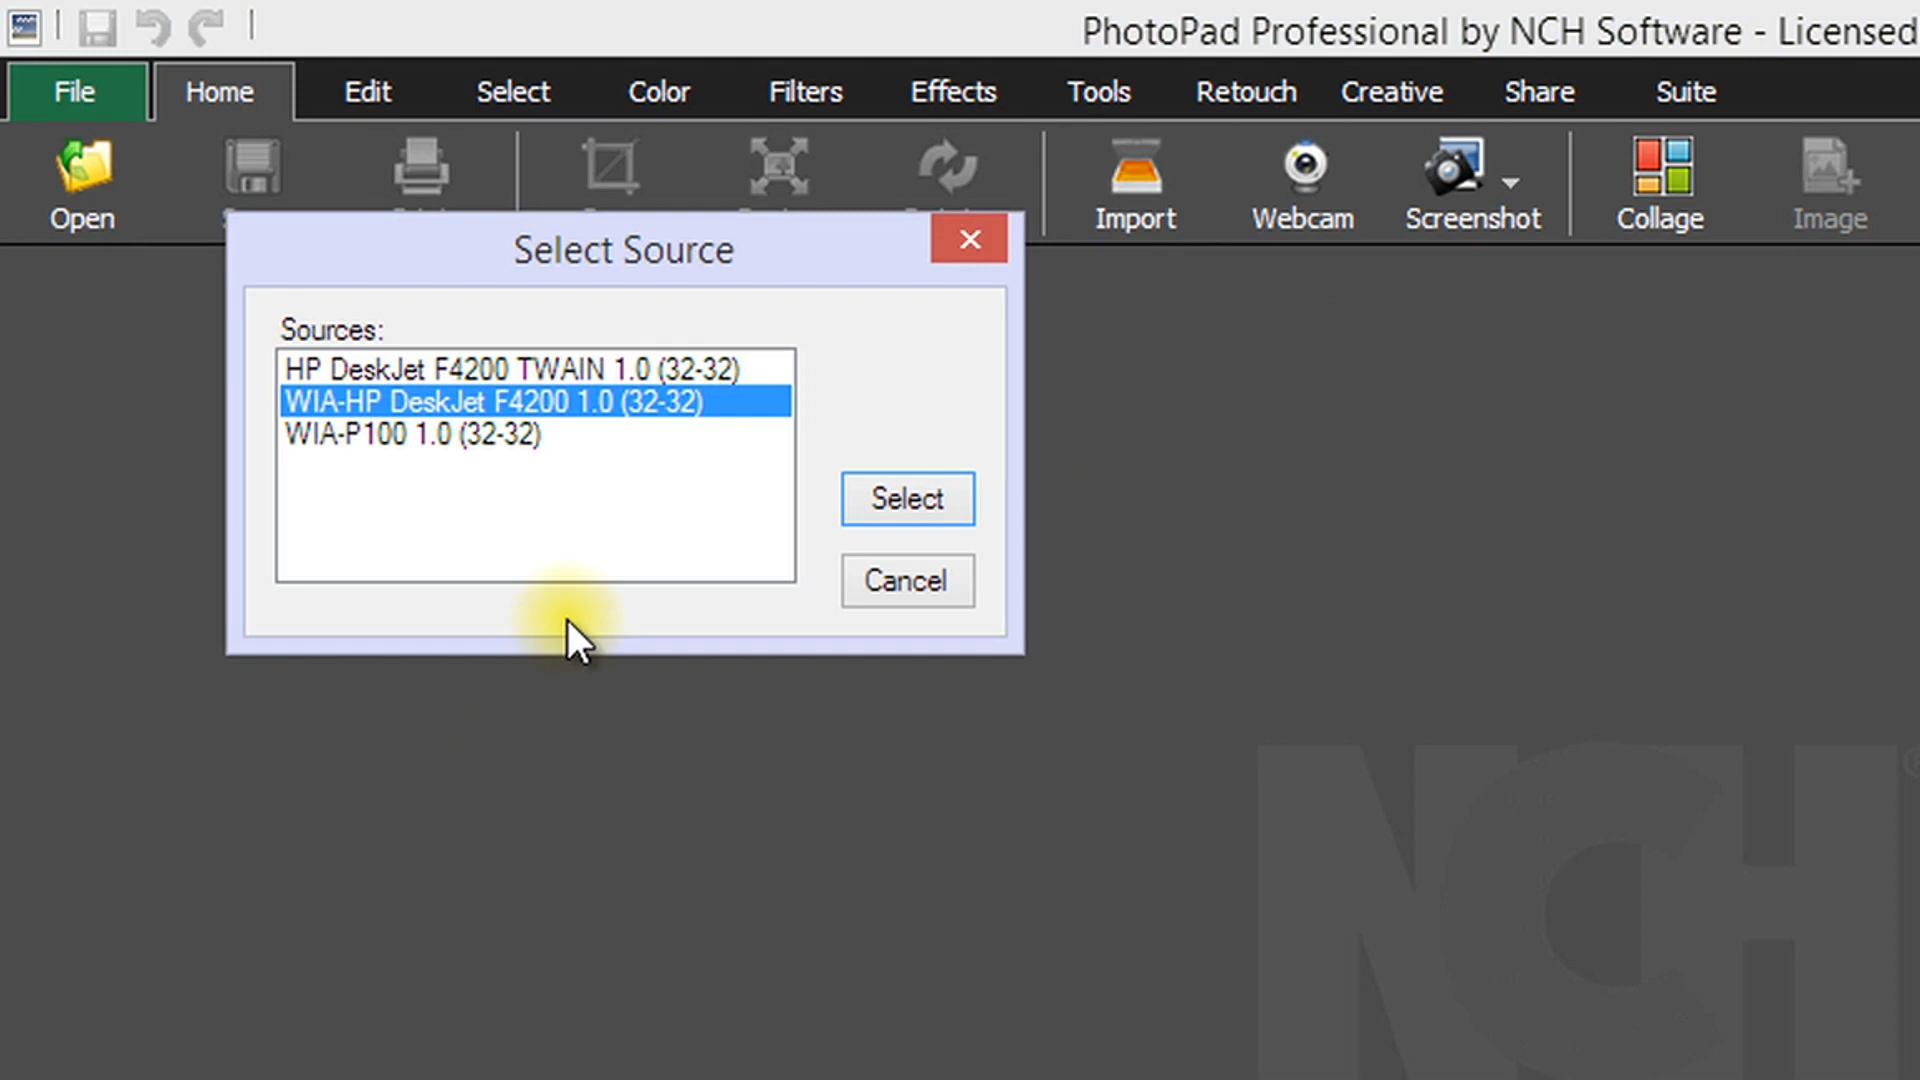 PhotoPad Professional by NCH Software - Licensed
File Home Edit Select Color Filters Effects Tools Retouch Creative Share Suite
Open Import Webcam Screenshot Collage Image
Select Source
Sources:
HP DeskJet F4200 TWAIN 1.0 (32-32)
WIA-HP DeskJet F4200 1.0 (32-32)
WIA-P100 1.0 (32-32)
Select
Cancel
NCH®